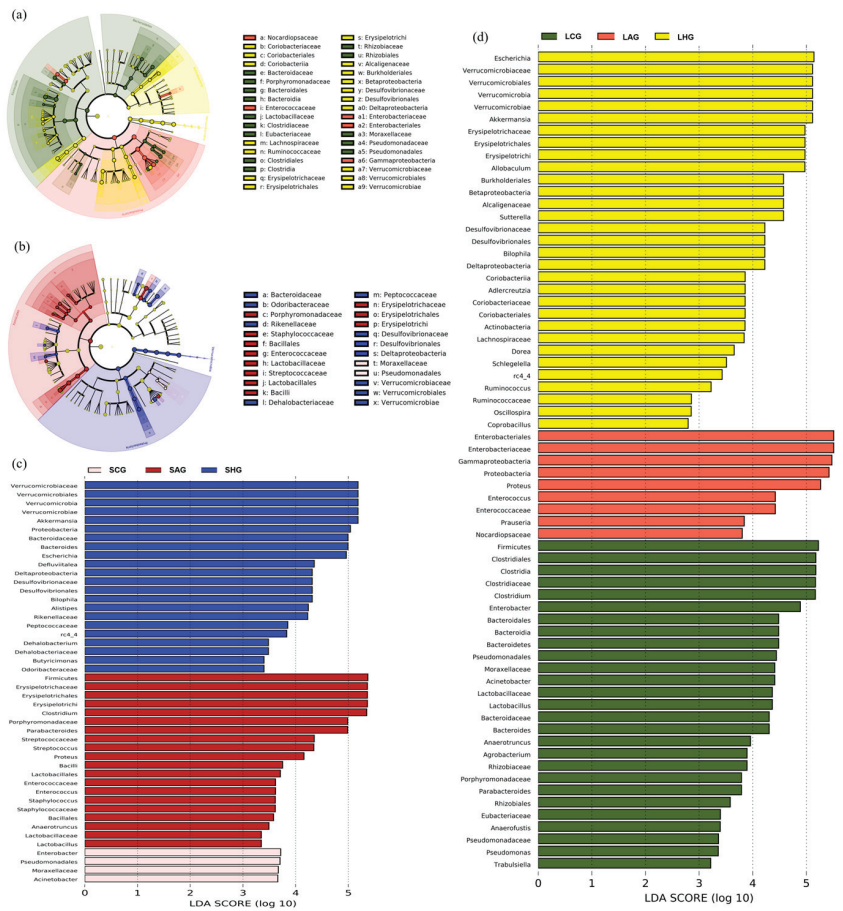 (a)
a: Nocardiopsaceae
b: Coriobacteriaceae
c: Coriobacteriales
d: Coriobacteriia
e: Bacteroidaceae
f: Porphyromonadaceae
g: Bacteroidales
h: Bacteroidia
i: Enterococcaceae
j: Lactobacillaceae
k: Clostridiaceae
l: Eubacteriaceae
m: Lachnospiraceae
n: Ruminococcaceae
o: Clostridiales
p: Clostridia
q: Erysipelotrichaceae
r: Erysipelotrichales
s: Erysipelotrichi
t: Rhizobiaceae
u: Rhizobiales
v: Alcaligenaceae
w: Burkholderiales
x: Betaproteobacteria
y: Desulfovibrionaceae
z: Desulfovibrionales
a0: Deltaproteobacteria
a1: Enterobacteriaceae
a2: Enterobacteriales
a3: Moraxellaceae
a4: Pseudomonadaceae
a5: Pseudomonadales
a6: Gammaproteobacteria
a7: Verrucomicrobiaceae
a8: Verrucomicrobiales
a9: Verrucomicrobiae
(b)
a: Bacteroidaceae
b: Odoribacteraceae
c: Porphyromonadaceae
d: Rikenellaceae
e: Staphylococcaceae
f: Bacillales
g: Enterococcaceae
h: Lactobacillaceae
i: Streptococcaceae
j: Lactobacillales
k: Bacilli
l: Dehalobacteriaceae
m: Peptococcaceae
n: Erysipelotrichaceae
o: Erysipelotrichales
p: Erysipelotrichi
q: Desulfovibrionaceae
r: Desulfovibrionales
s: Deltaproteobacteria
t: Moraxellaceae
u: Pseudomonadales
v: Verrucomicrobiaceae
w: Verrucomicrobiales
x: Verrucomicrobiae
(c)
SCG SAG SHG
Verrucomicrobiaceae
Verrucomicrobiales
Verrucomicrobia
Verrucomicrobiae
Akkermansia
Proteobacteria
Bacteroidaceae
Bacteroides
Escherichia
Defluviitalea
Deltaproteobacteria
Desulfovibrionaceae
Desulfovibrionales
Bilophila
Alistipes
Rikenellaceae
Peptococcaceae
rc4_4
Dehalobacterium
Dehalobacteriaceae
Butyricimonas
Odoribacteraceae
Firmicutes
Erysipelotrichaceae
Erysipelotrichales
Erysipelotrichi
Clostridium
Porphyromonadaceae
Parabacteroides
Streptococcaceae
Streptococcus
Proteus
Bacilli
Lactobacillales
Enterococcaceae
Enterococcus
Staphylococcus
Staphylococcaceae
Bacillales
Anaerotruncus
Lactobacillaceae
Lactobacillus
Enterobacter
Pseudomonadales
Moraxellaceae
Acinetobacter
0 1 2 3 4 5
LDA SCORE (log 10)
(d)
LCG LAG LHG
Escherichia
Verrucomicrobiaceae
Verrucomicrobiales
Verrucomicrobia
Verrucomicrobiae
Akkermansia
Erysipelotrichaceae
Erysipelotrichales
Erysipelotrichi
Allobaculum
Burkholderiales
Betaproteobacteria
Alcaligenaceae
Sutterella
Desulfovibrionaceae
Desulfovibrionales
Bilophila
Deltaproteobacteria
Coriobacteriia
Adlercreutzia
Coriobacteriaceae
Coriobacteriales
Actinobacteria
Lachnospiraceae
Dorea
Schlegelella
rc4_4
Ruminococcus
Ruminococcaceae
Oscillospira
Coprobacillus
Enterobacteriales
Enterobacteriaceae
Gammaproteobacteria
Proteobacteria
Proteus
Enterococcus
Enterococcaceae
Prauseria
Nocardiopsaceae
Firmicutes
Clostridiales
Clostridia
Clostridiaceae
Clostridium
Enterobacter
Bacteroidales
Bacteroidia
Bacteroidetes
Pseudomonadales
Moraxellaceae
Acinetobacter
Lactobacillaceae
Lactobacillus
Bacteroidaceae
Bacteroides
Anaerotruncus
Agrobacterium
Rhizobiaceae
Porphyromonadaceae
Parabacteroides
Rhizobiales
Eubacteriaceae
Anaerofustis
Pseudomonadaceae
Pseudomonas
Trabulsiella
0 1 2 3 4 5
LDA SCORE (log 10)